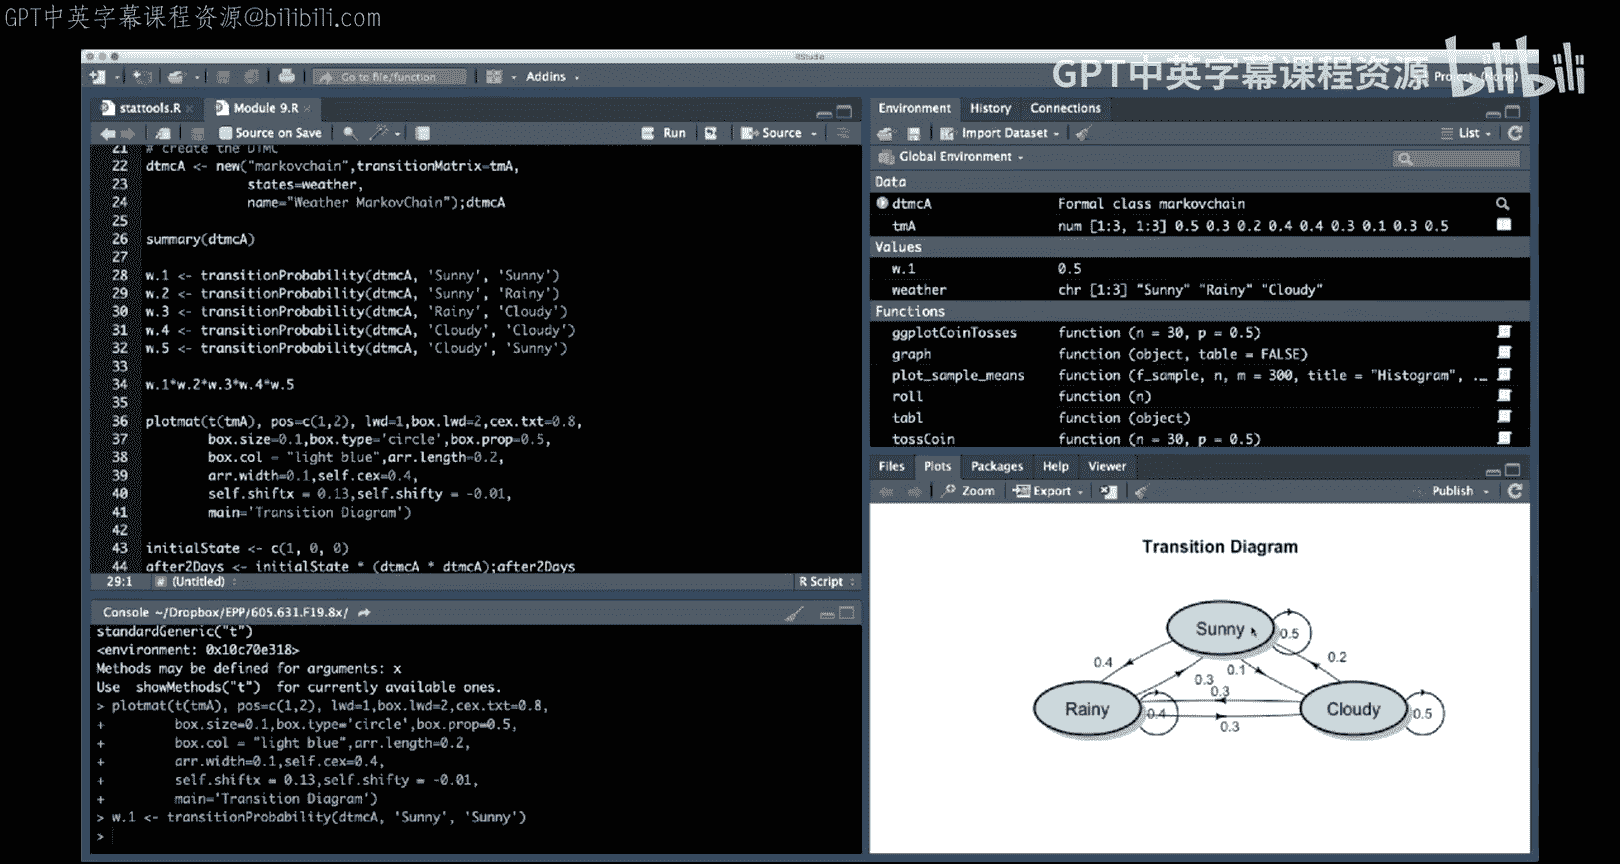 GPT中英字幕课程资源@bilibili.com
RStudio
GPT中英字幕课程资源 bilibili
Go to file/function
Addins
Project: (None)
stattools.R
Module 9.R
Source on Save
Run
Source
21 # create the DTMC
22 dtmcA <- new("markovchain",transitionMatrix=tmA,
23 states=weather,
24 name="Weather MarkovChain");dtmcA
25
26 summary(dtmcA)
27
28 w.1 <- transitionProbability(dtmcA, 'Sunny', 'Sunny')
29 w.2 <- transitionProbability(dtmcA, 'Sunny', 'Rainy')
30 w.3 <- transitionProbability(dtmcA, 'Rainy', 'Cloudy')
31 w.4 <- transitionProbability(dtmcA, 'Cloudy', 'Cloudy')
32 w.5 <- transitionProbability(dtmcA, 'Cloudy', 'Sunny')
33
34 w.1*w.2*w.3*w.4*w.5
35
36 plotmat(t(tmA), pos=c(1,2), lwd=1,box.lwd=2,cex.txt=0.8,
37 box.size=0.1,box.type='circle',box.prop=0.5,
38 box.col = "light blue",arr.length=0.2,
39 arr.width=0.1,self.cex=0.4,
40 self.shiftx = 0.13,self.shifty = -0.01,
41 main='Transition Diagram')
42
43 initialState <- c(1, 0, 0)
44 after2Days <- initialState * (dtmcA * dtmcA);after2Days
29:1 # (Untitled) R Script
Console ~/Dropbox/EPP/605.631.F19.8x/
standardGeneric("t")
<environment: 0x10c70e318>
Methods may be defined for arguments: x
Use showMethods("t") for currently available ones.
> plotmat(t(tmA), pos=c(1,2), lwd=1,box.lwd=2,cex.txt=0.8,
+ box.size=0.1,box.type='circle',box.prop=0.5,
+ box.col = "light blue",arr.length=0.2,
+ arr.width=0.1,self.cex=0.4,
+ self.shiftx = 0.13,self.shifty = -0.01,
+ main='Transition Diagram')
> w.1 <- transitionProbability(dtmcA, 'Sunny', 'Sunny')
>
Environment History Connections
Import Dataset
List
Global Environment
Data
dtmcA Formal class markovchain
tmA num [1:3, 1:3] 0.5 0.3 0.2 0.4 0.4 0.3 0.1 0.3 0.5
Values
w.1 0.5
weather chr [1:3] "Sunny" "Rainy" "Cloudy"
Functions
ggplotCoinTosses function (n = 30, p = 0.5)
graph function (object, table = FALSE)
plot_sample_means function (f_sample, n, m = 300, title = "Histogram", ...
roll function (n)
tabl function (object)
tossCoin function (n = 30, p = 0.5)
Files Plots Packages Help Viewer
Zoom Export Publish
Transition Diagram
Sunny 0.5
0.4 0.3 0.1 0.2
0.3
Rainy 0.4 Cloudy 0.5
0.3